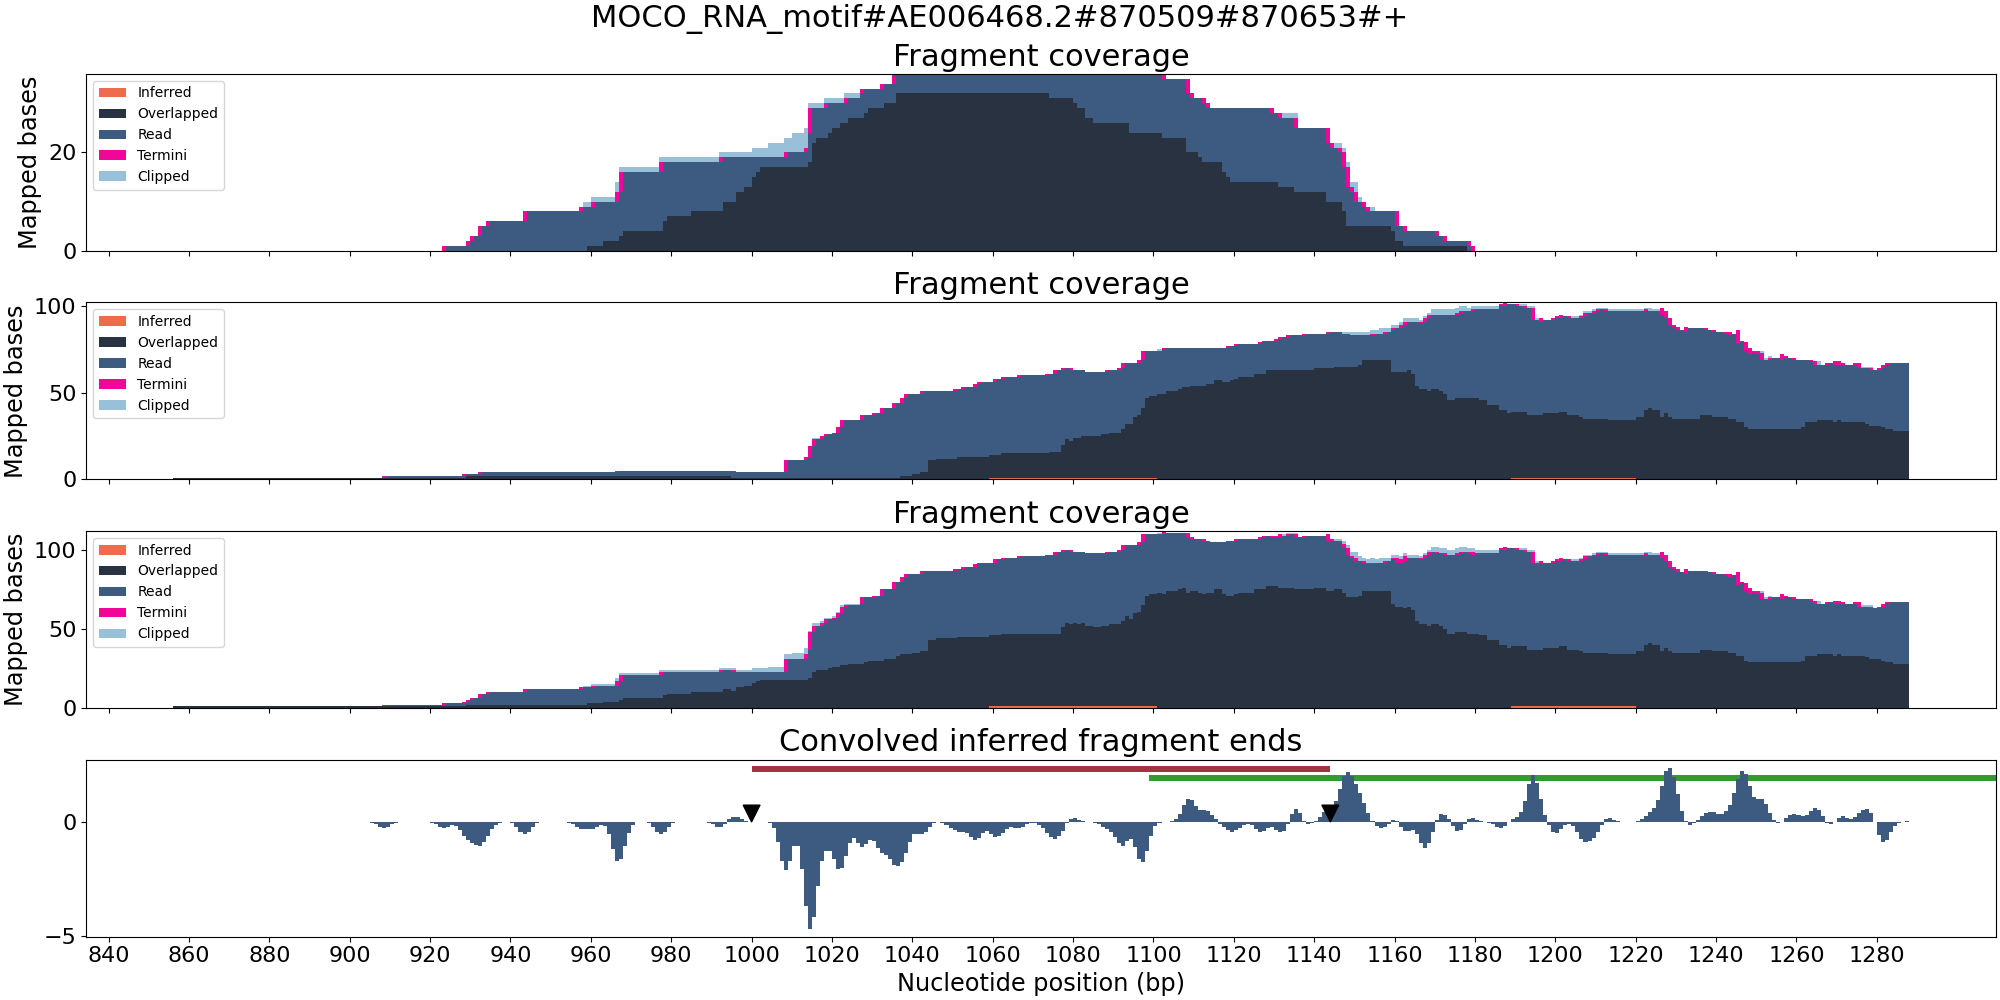 MOCO_RNA_motif#AE006468.2#870509#870653#+
Fragment coverage
Mapped bases
20
0
Inferred
Overlapped
Read
Termini
Clipped
Fragment coverage
Mapped bases
100
50
0
Inferred
Overlapped
Read
Termini
Clipped
Fragment coverage
Mapped bases
100
50
0
Inferred
Overlapped
Read
Termini
Clipped
Convolved inferred fragment ends
0
−5
840 860 880 900 920 940 960 980 1000 1020 1040 1060 1080 1100 1120 1140 1160 1180 1200 1220 1240 1260 1280
Nucleotide position (bp)